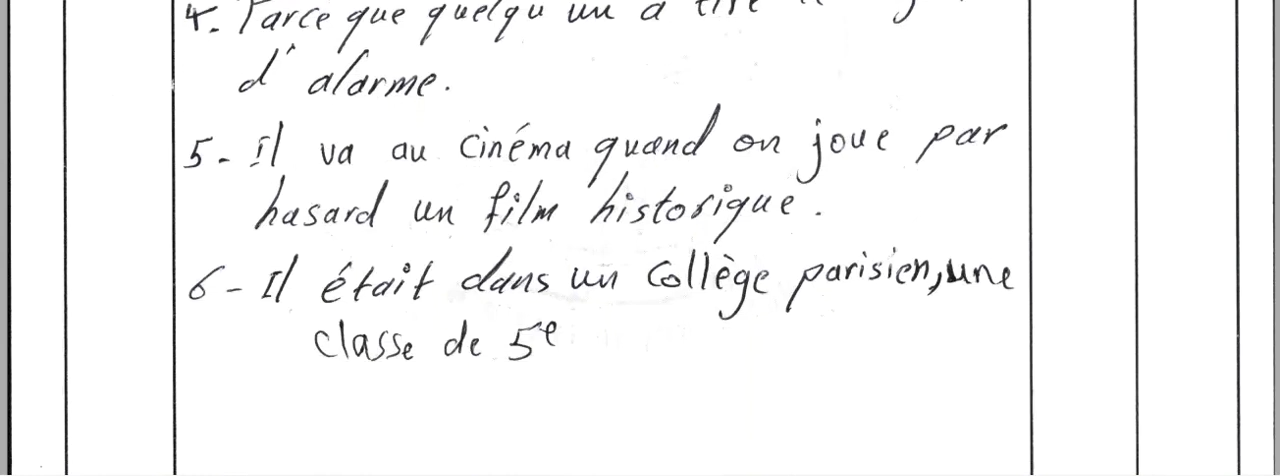 4. Parce que quelqu'un a tiré
d'alarme.
5- Il va au cinéma quand on joue par
hasard un film historique.
6- Il était dans un collège parisien, une
classe de 5e